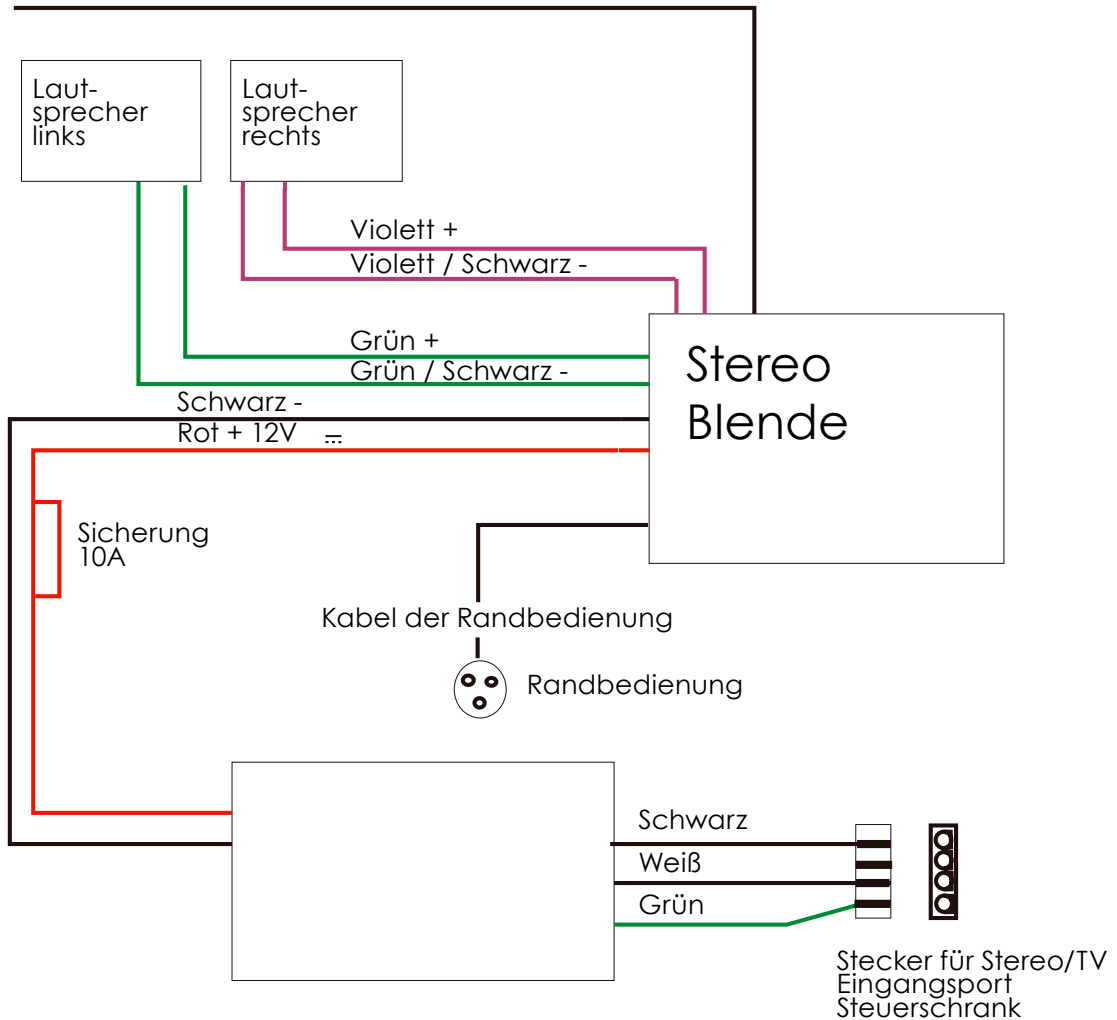 Laut-
sprecher
links
Laut-
sprecher
rechts
Violett +
Violett / Schwarz -
Grün +
Grün / Schwarz -
Schwarz -
Rot + 12V ⎓
Stereo
Blende
Sicherung
10A
Kabel der Randbedienung
Randbedienung
Schwarz
Weiß
Grün
Stecker für Stereo/TV
Eingangsport
Steuerschrank